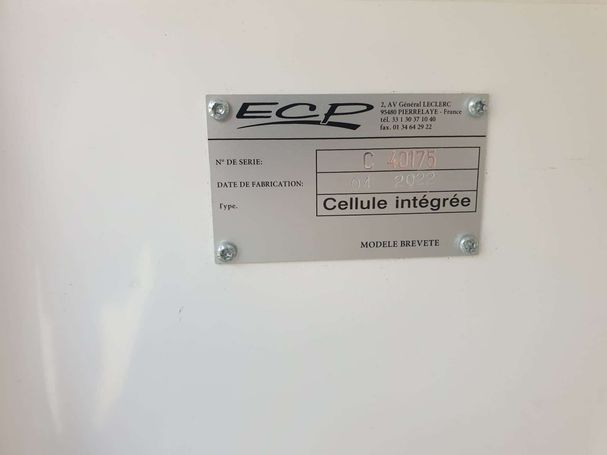 ECP
2, AV Général LECLERC
95480 PIERRELAYE - France
tél. 33 1 30 37 10 40
fax. 01 34 64 29 22
N° DE SERIE: C 40175
DATE DE FABRICATION: 04 2022
Type. Cellule intégrée
MODELE BREVETE